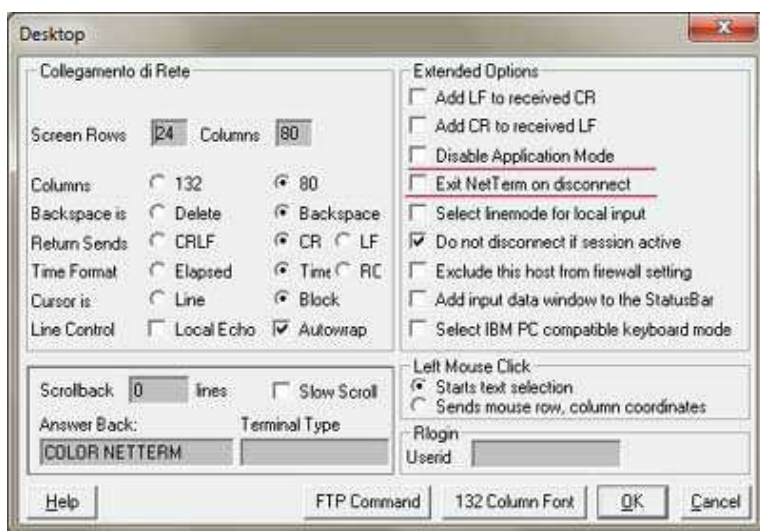 Desktop
Collegamento di Rete
Screen Rows 24 Columns 80
Columns 132 80
Backspace is Delete Backspace
Return Sends CRLF CR LF
Time Format Elapsed Time RC
Cursor is Line Block
Line Control Local Echo Autowrap
Scrollback 0 lines Slow Scroll
Answer Back: Terminal Type
COLOR NETTERM
Extended Options
Add LF to received CR
Add CR to received LF
Disable Application Mode
Exit NetTerm on disconnect
Select linemode for local input
Do not disconnect if session active
Exclude this host from firewall setting
Add input data window to the StatusBar
Select IBM PC compatible keyboard mode
Left Mouse Click
Starts text selection
Sends mouse row, column coordinates
Rlogin
Userid
Help FTP Command 132 Column Font OK Cancel